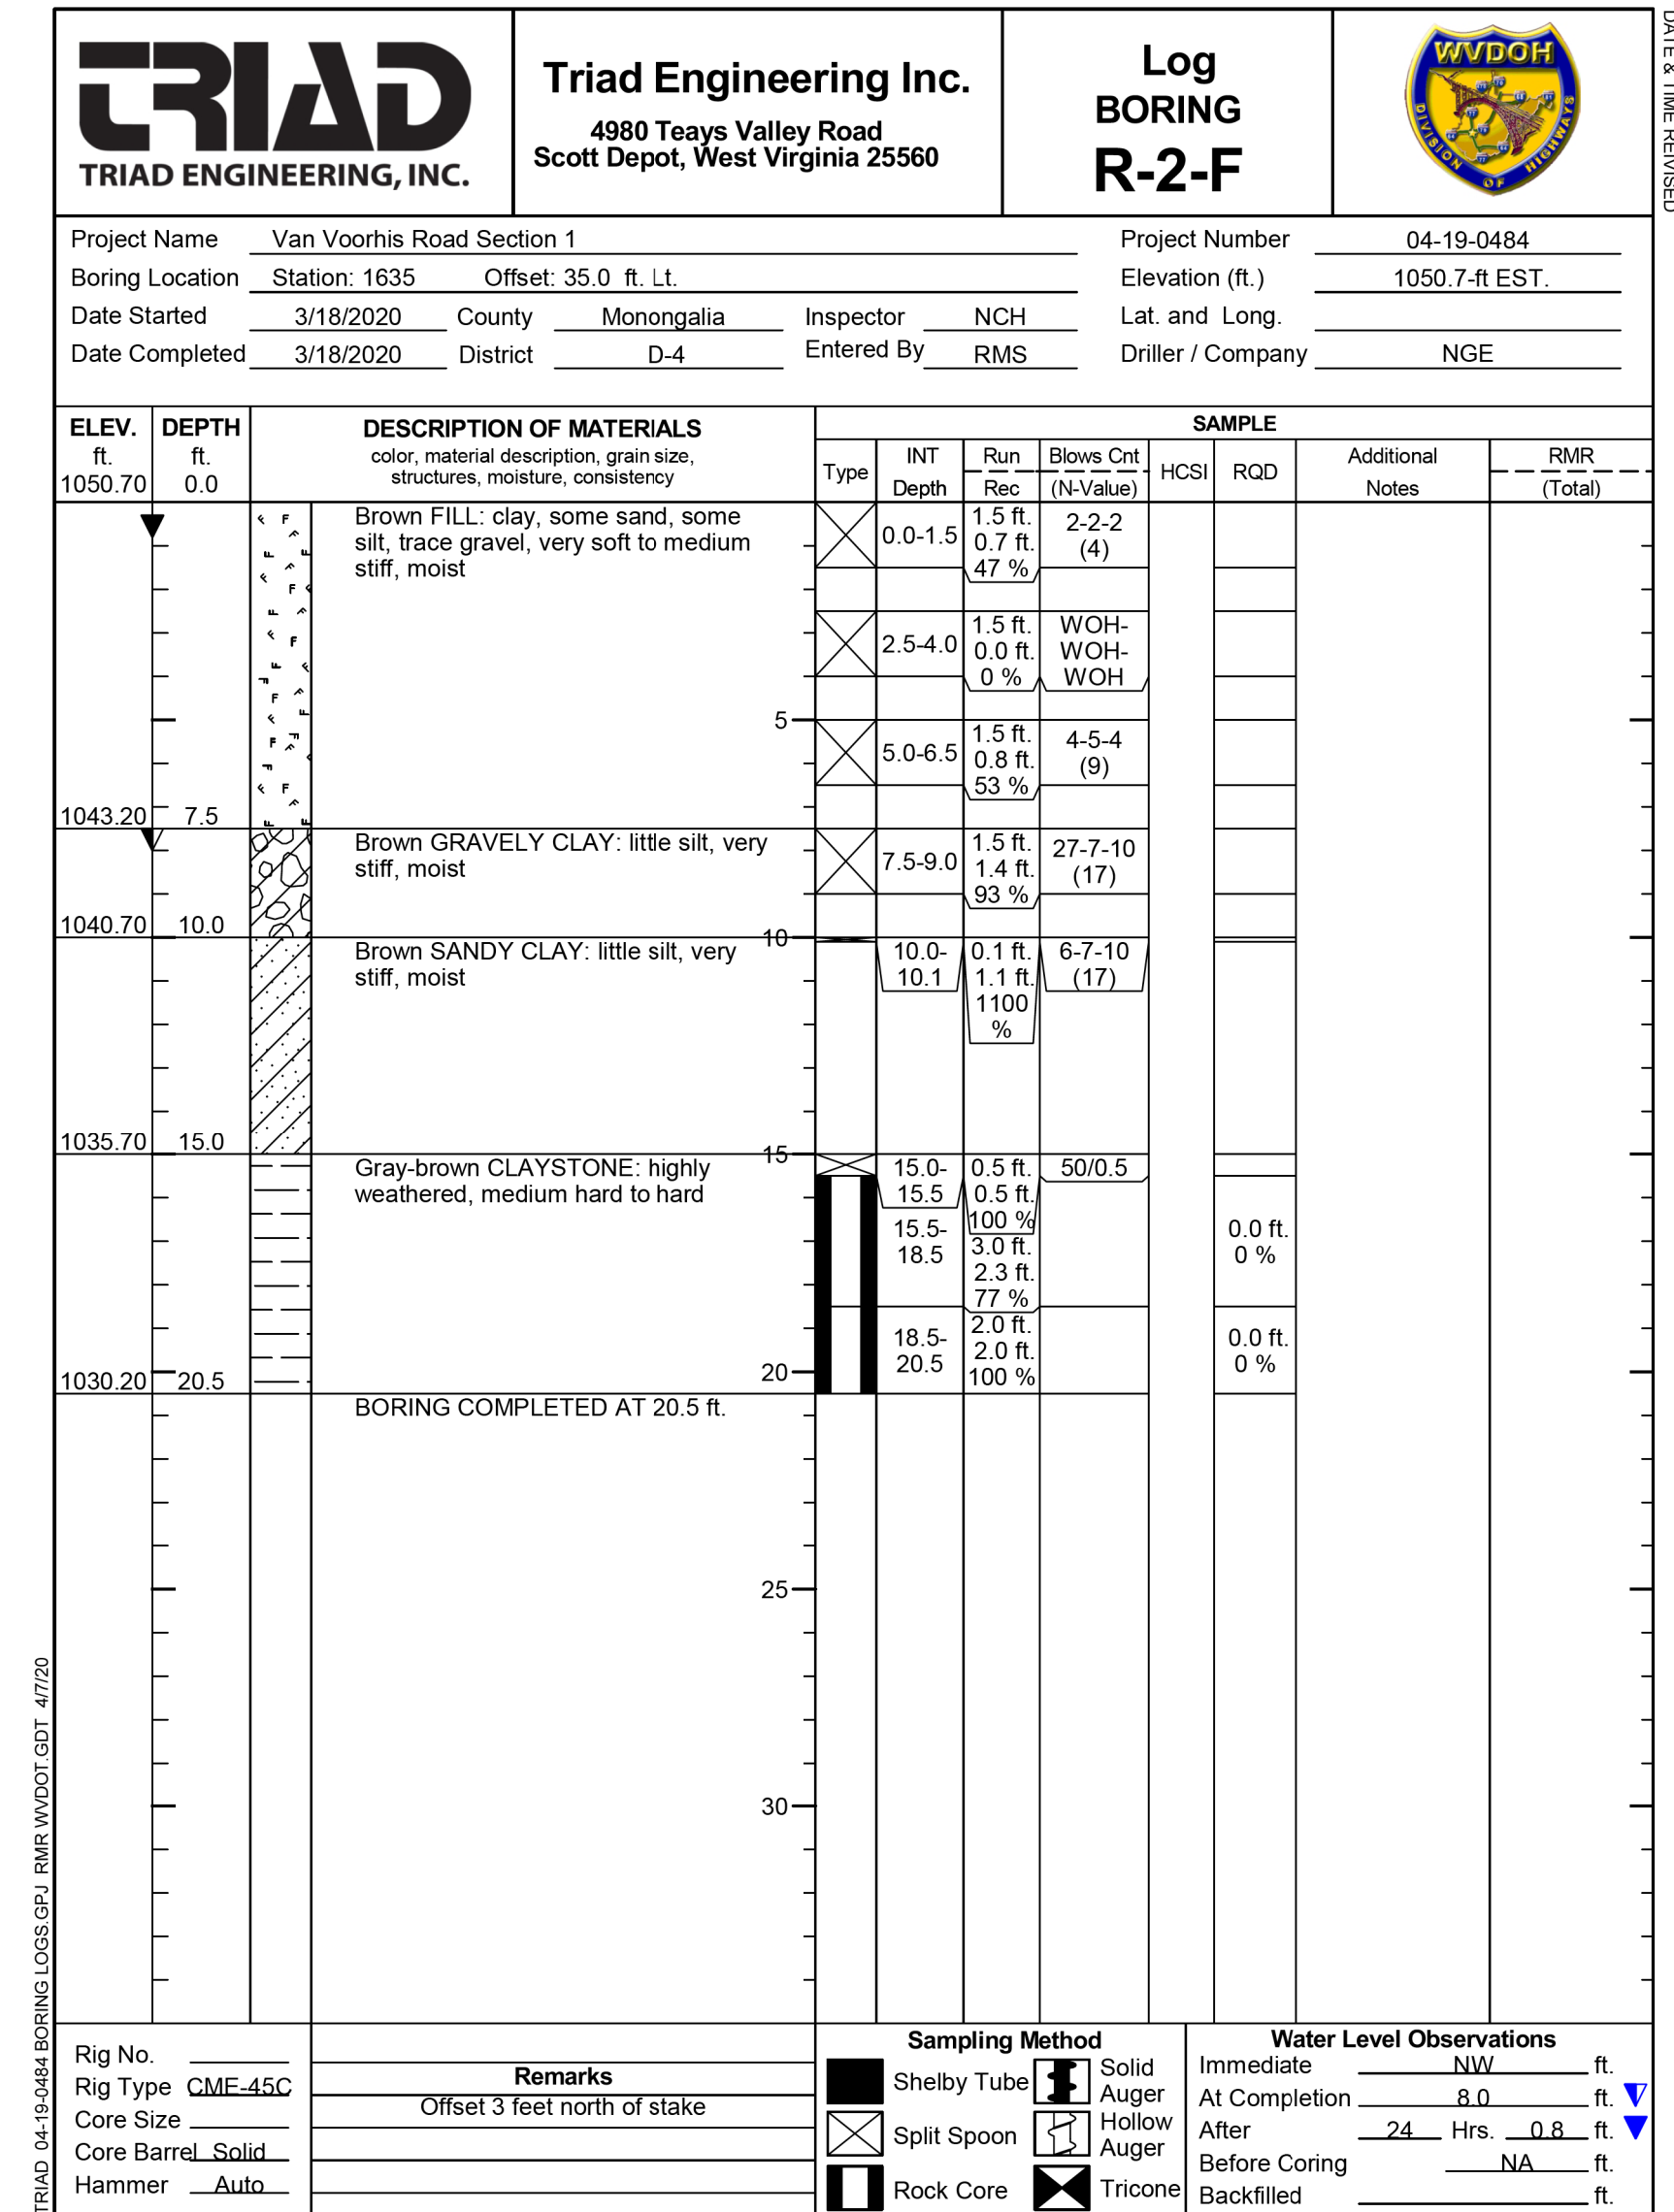 TRIAD
TRIAD ENGINEERING, INC.
Triad Engineering Inc.
4980 Teays Valley Road
Scott Depot, West Virginia 25560
Log
BORING
R-2-F
WVDOH
DIVISION OF HIGHWAYS
DATE & TIME REIVISED
Project Name Van Voorhis Road Section 1 Project Number 04-19-0484
Boring Location Station: 1635 Offset: 35.0 ft. Lt. Elevation (ft.) 1050.7-ft EST.
Date Started 3/18/2020 County Monongalia Inspector NCH Lat. and Long.
Date Completed 3/18/2020 District D-4 Entered By RMS Driller / Company NGE
ELEV. DEPTH DESCRIPTION OF MATERIALS SAMPLE
ft. ft. color, material description, grain size,
1050.70 0.0 structures, moisture, consistency
Type INT Run Blows Cnt HCSI RQD Additional RMR
Depth Rec (N-Value) Notes (Total)
Brown FILL: clay, some sand, some
silt, trace gravel, very soft to medium
stiff, moist
0.0-1.5
1.5 ft.
0.7 ft.
47 %
2-2-2
(4)
2.5-4.0
1.5 ft.
0.0 ft.
0 %
WOH-
WOH-
WOH
5
5.0-6.5
1.5 ft.
0.8 ft.
53 %
4-5-4
(9)
1043.20 7.5
Brown GRAVELY CLAY: little silt, very
stiff, moist
7.5-9.0
1.5 ft.
1.4 ft.
93 %
27-7-10
(17)
1040.70 10.0
10
Brown SANDY CLAY: little silt, very
stiff, moist
10.0-
10.1
0.1 ft.
1.1 ft.
1100
%
6-7-10
(17)
1035.70 15.0
15
Gray-brown CLAYSTONE: highly
weathered, medium hard to hard
15.0-
15.5
0.5 ft.
0.5 ft.
100 %
50/0.5
15.5-
18.5
3.0 ft.
2.3 ft.
77 %
0.0 ft.
0 %
18.5-
20.5
2.0 ft.
2.0 ft.
100 %
0.0 ft.
0 %
20
1030.20 20.5
BORING COMPLETED AT 20.5 ft.
25
30
TRIAD 04-19-0484 BORING LOGS.GPJ RMR WVDOT.GDT 4/7/20
Rig No.
Rig Type CME-45C
Core Size
Core Barrel Solid
Hammer Auto
Remarks
Offset 3 feet north of stake
Sampling Method
Shelby Tube
Solid
Auger
Split Spoon
Hollow
Auger
Rock Core
Tricone
Water Level Observations
Immediate NW ft.
At Completion 8.0 ft.
After 24 Hrs. 0.8 ft.
Before Coring NA ft.
Backfilled ft.